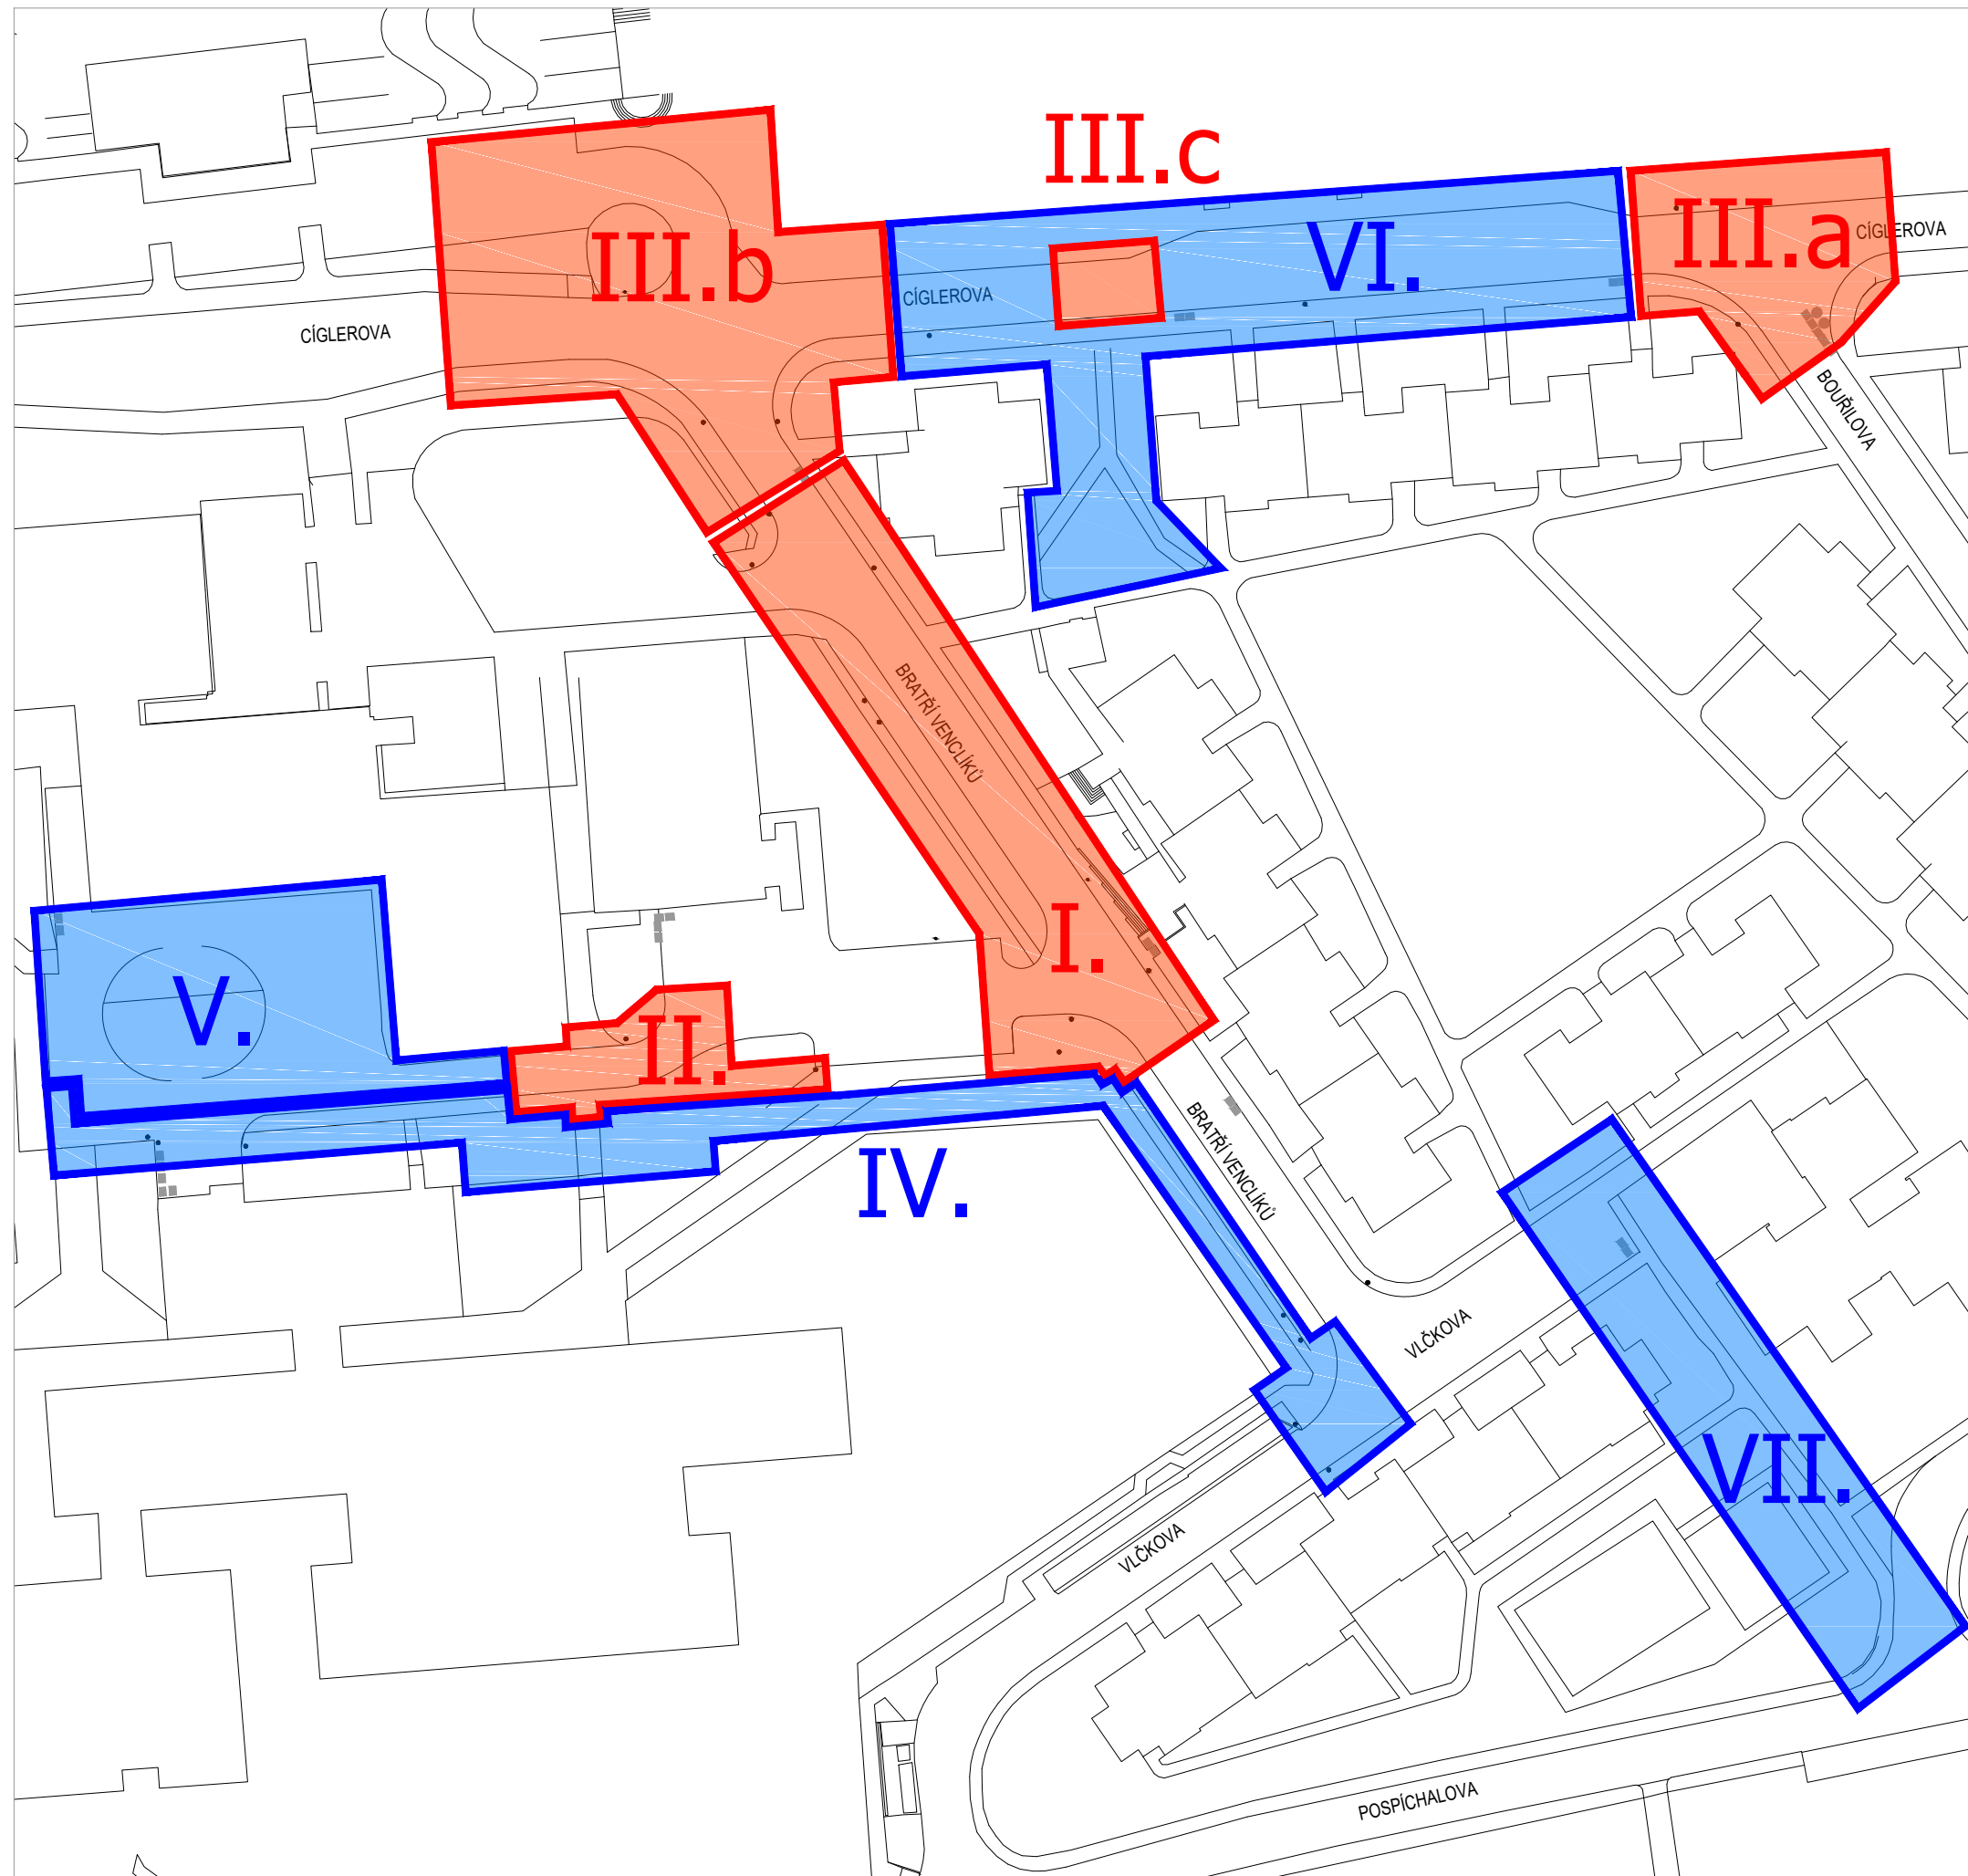 III.c
III.a
CÍGLEROVA
VI.
III.b
CÍGLEROVA
CÍGLEROVA
BOUŘILOVA
BRATŘÍ VENCLÍKŮ
I.
V.
II.
IV.
BRATŘÍ VENCLÍKŮ
VLČKOVA
VII.
VLČKOVA
POSPÍCHALOVA